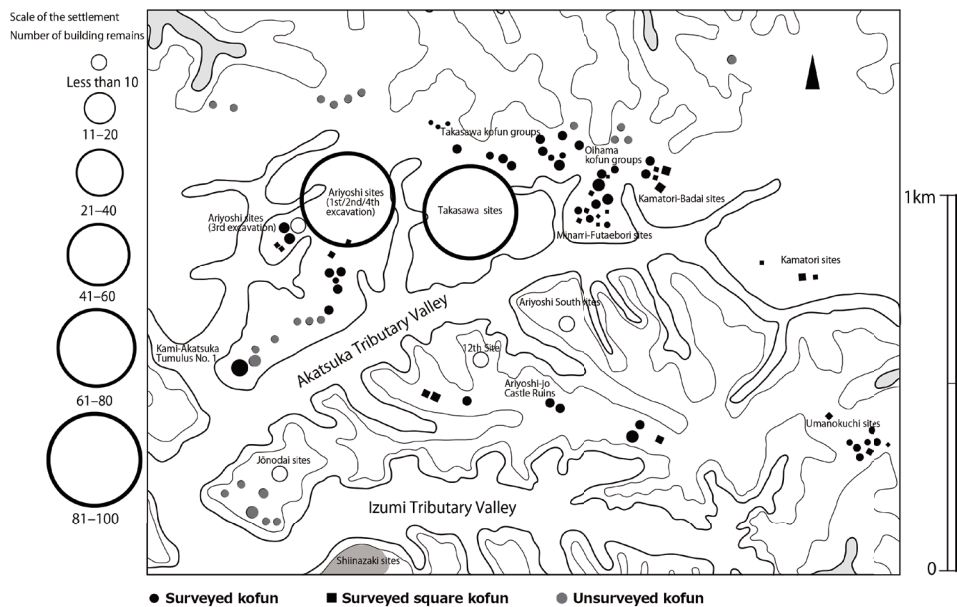 Scale of the settlement
Number of building remains
Less than 10
11–20
21–40
41–60
61–80
81–100
Takasawa kofun groups
Oihama
kofun groups
Kamatori-Badai sites
Ariyoshi sites
(1st/2nd/4th
excavation)
Takasawa sites
Ariyoshi sites
(3rd excavation)
Minarri-Futaebori sites
Kamatori sites
Ariyoshi South sites
Akatsuka Tributary Valley
Kami-Akatsuka
Tumulus No. 1
12th Site
Ariyoshi-jo
Castle Ruins
Umanokuchi sites
Jōnodai sites
Izumi Tributary Valley
Shiinazaki sites
1km
0
Surveyed kofun
Surveyed square kofun
Unsurveyed kofun